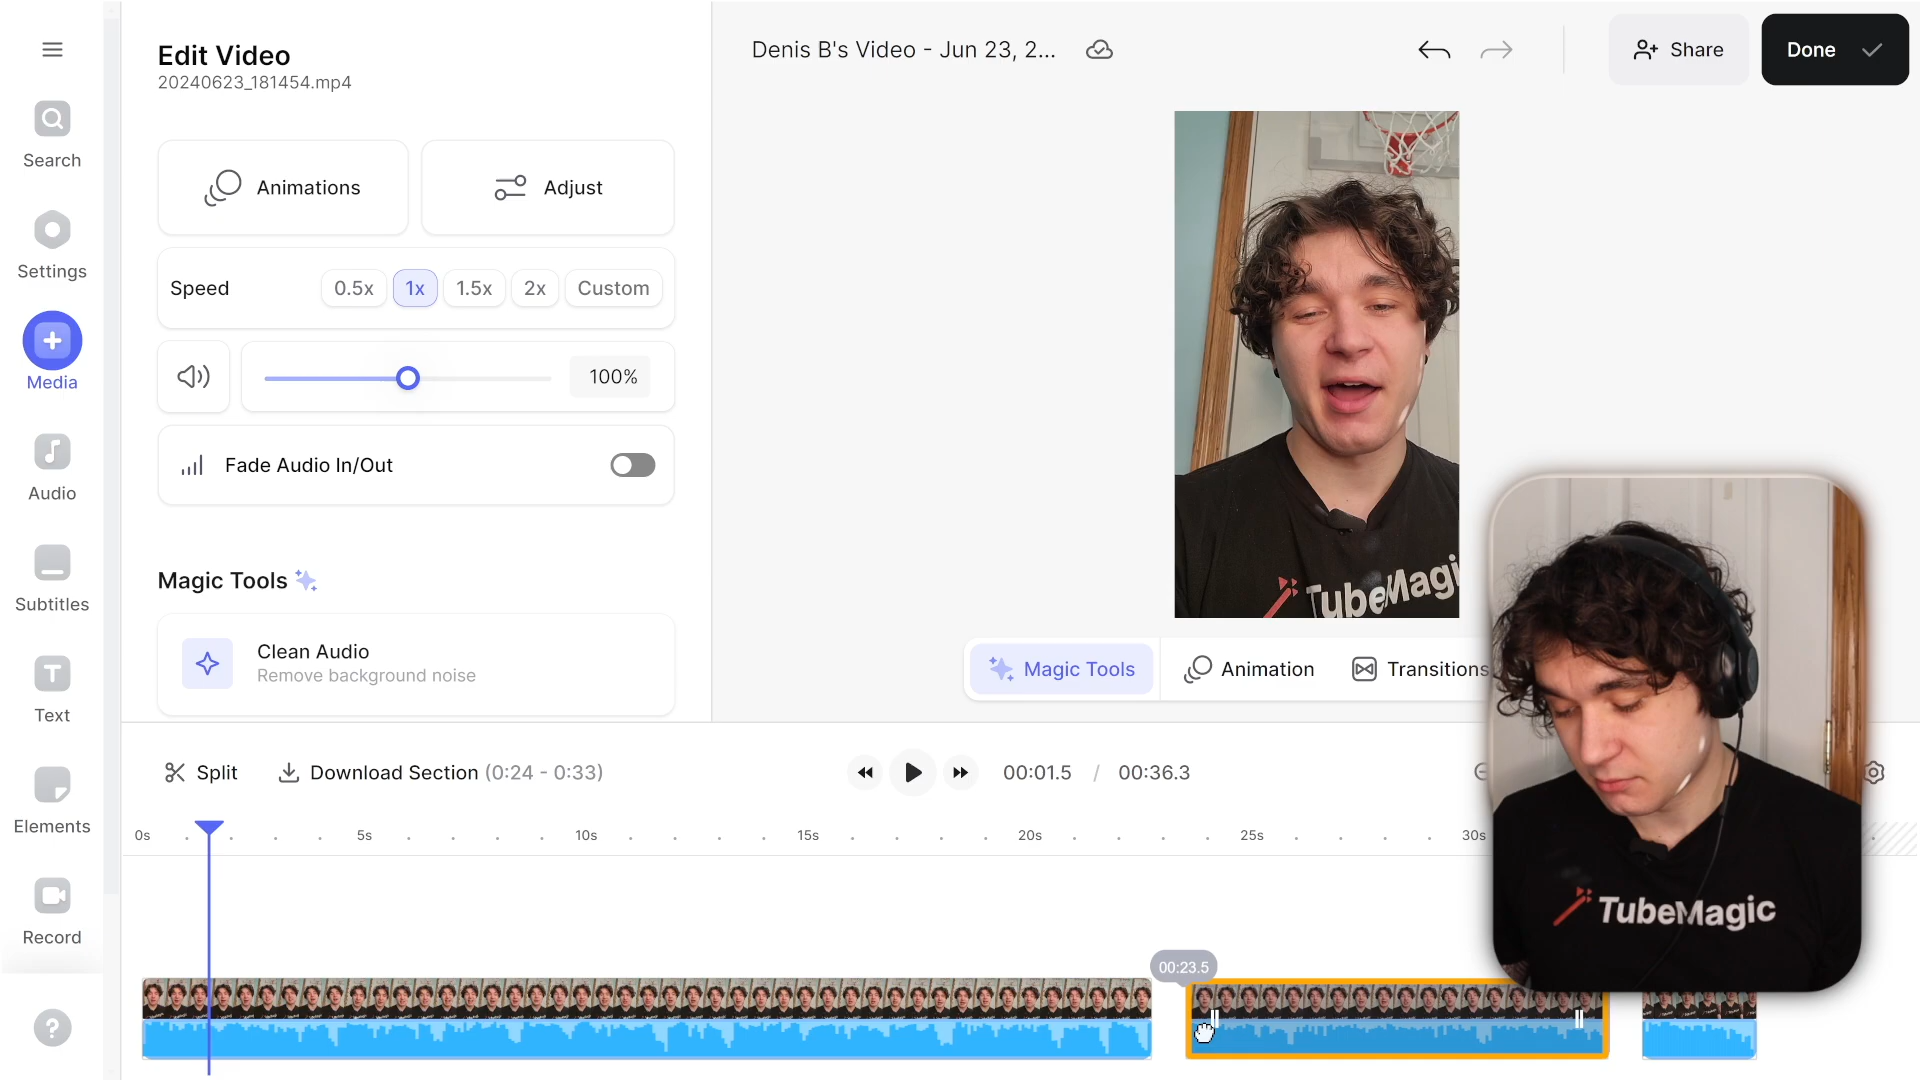 Edit Video
20240623_181454.mp4
Denis B's Video - Jun 23, 2...
Share
Done
Search
Settings
Media
Audio
Subtitles
Text
Elements
Record
?
Animations
Adjust
Speed
0.5x
1x
1.5x
2x
Custom
100%
Fade Audio In/Out
Magic Tools
Clean Audio
Remove background noise
TubeMagi
Magic Tools
Animation
Transitions
Split
Download Section (0:24 - 0:33)
00:01.5 / 00:36.3
0s
5s
10s
15s
20s
25s
30s
TubeMagic
00:23.5